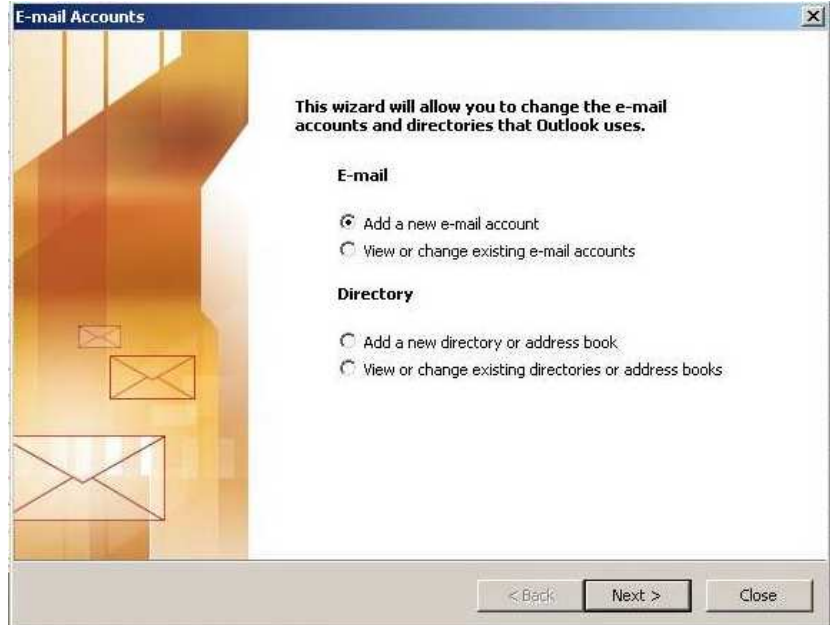 E-mail Accounts
This wizard will allow you to change the e-mail
accounts and directories that Outlook uses.
E-mail
Add a new e-mail account
View or change existing e-mail accounts
Directory
Add a new directory or address book
View or change existing directories or address books
< Back Next > Close